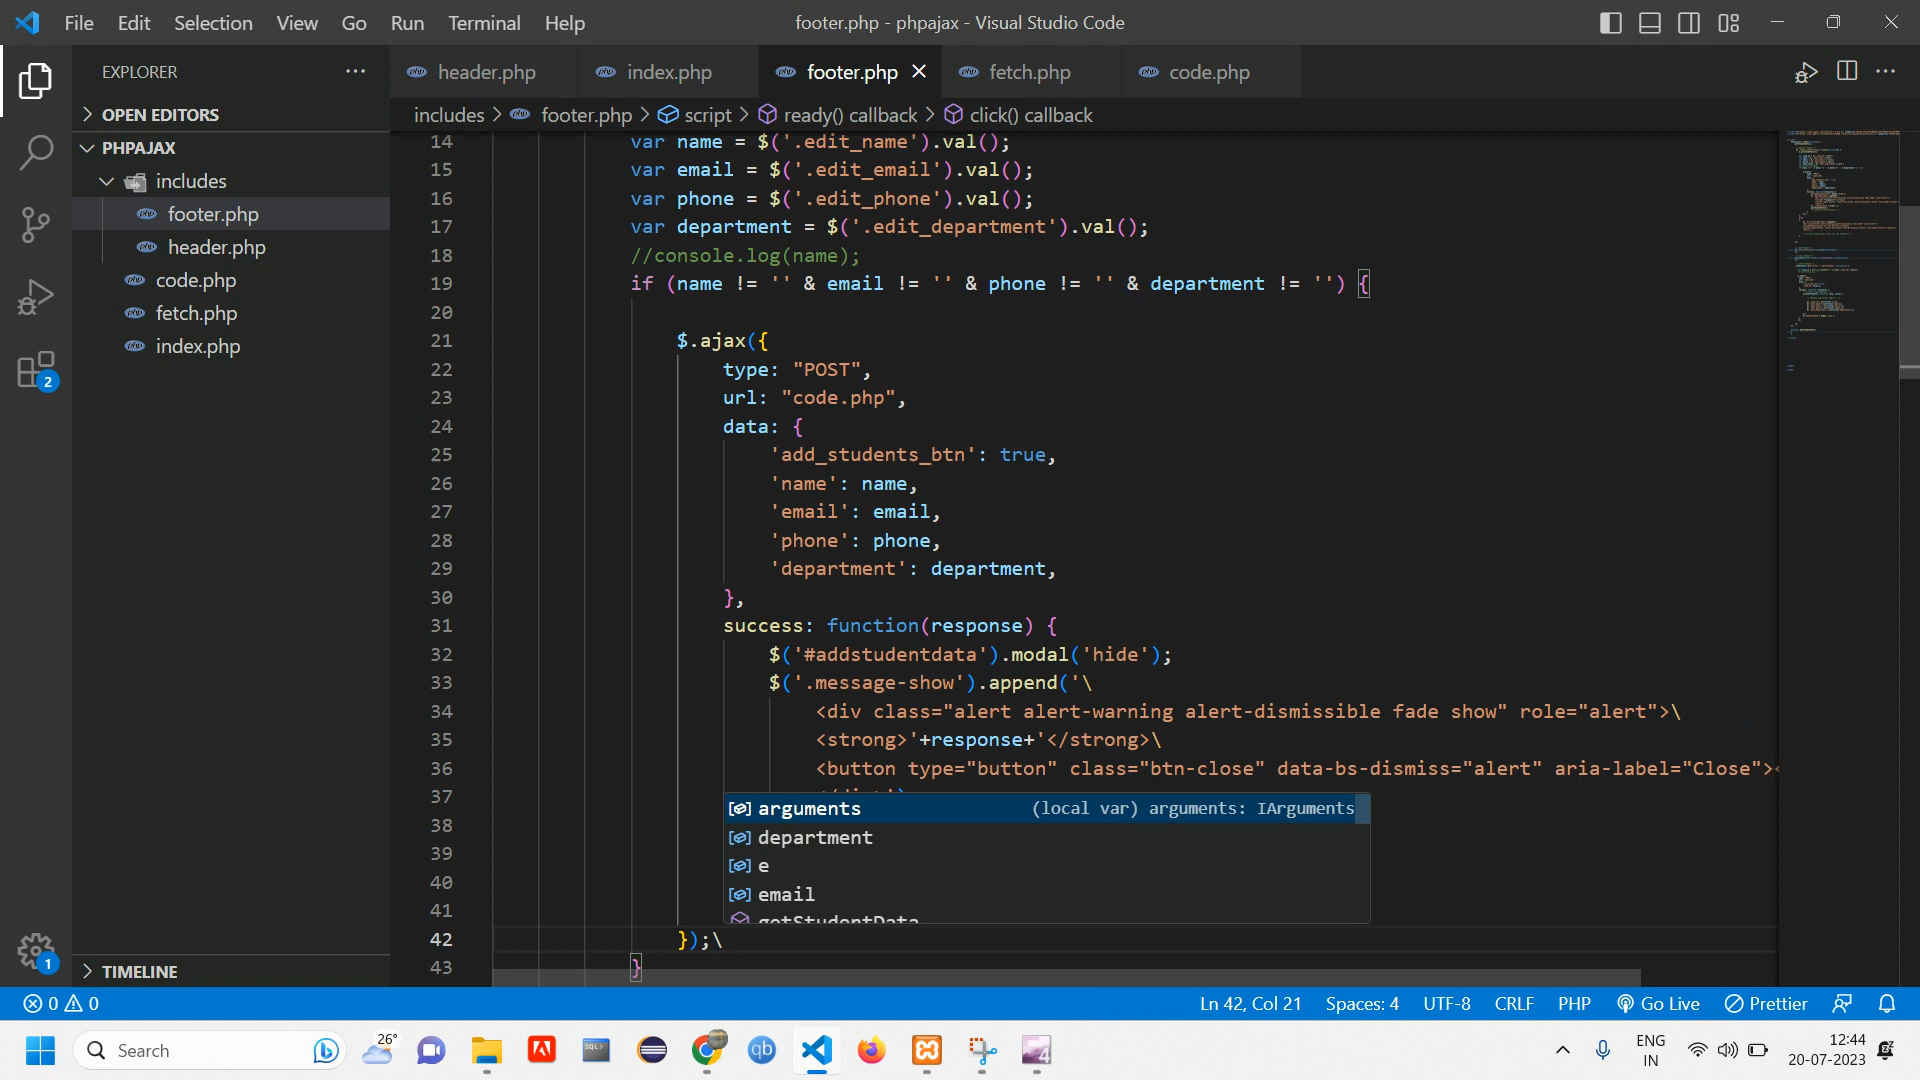 File Edit Selection View Go Run Terminal Help
footer.php - phpajax - Visual Studio Code
EXPLORER
header.php index.php footer.php fetch.php code.php
OPEN EDITORS
PHPAJAX
includes
footer.php
header.php
code.php
fetch.php
index.php
TIMELINE
2
1
includes > footer.php > script > ready() callback > click() callback
14 var name = $('.edit_name').val();
15 var email = $('.edit_email').val();
16 var phone = $('.edit_phone').val();
17 var department = $('.edit_department').val();
18 //console.log(name);
19 if (name != '' & email != '' & phone != '' & department != '') {
20
21 $.ajax({
22 type: "POST",
23 url: "code.php",
24 data: {
25 'add_students_btn': true,
26 'name': name,
27 'email': email,
28 'phone': phone,
29 'department': department,
30 },
31 success: function(response) {
32 $('#addstudentdata').modal('hide');
33 $('.message-show').append('\
34 <div class="alert alert-warning alert-dismissible fade show" role="alert">\
35 <strong>'+response+'</strong>\
36 <button type="button" class="btn-close" data-bs-dismiss="alert" aria-label="Close"><
37
38
39
40
41
42 });\
43 }
arguments (local var) arguments: IArguments
department
e
email
getStudentData
0 0
Ln 42, Col 21 Spaces: 4 UTF-8 CRLF PHP Go Live Prettier
Search
26°
SQL>
qb
4
ENG
IN
12:44
20-07-2023